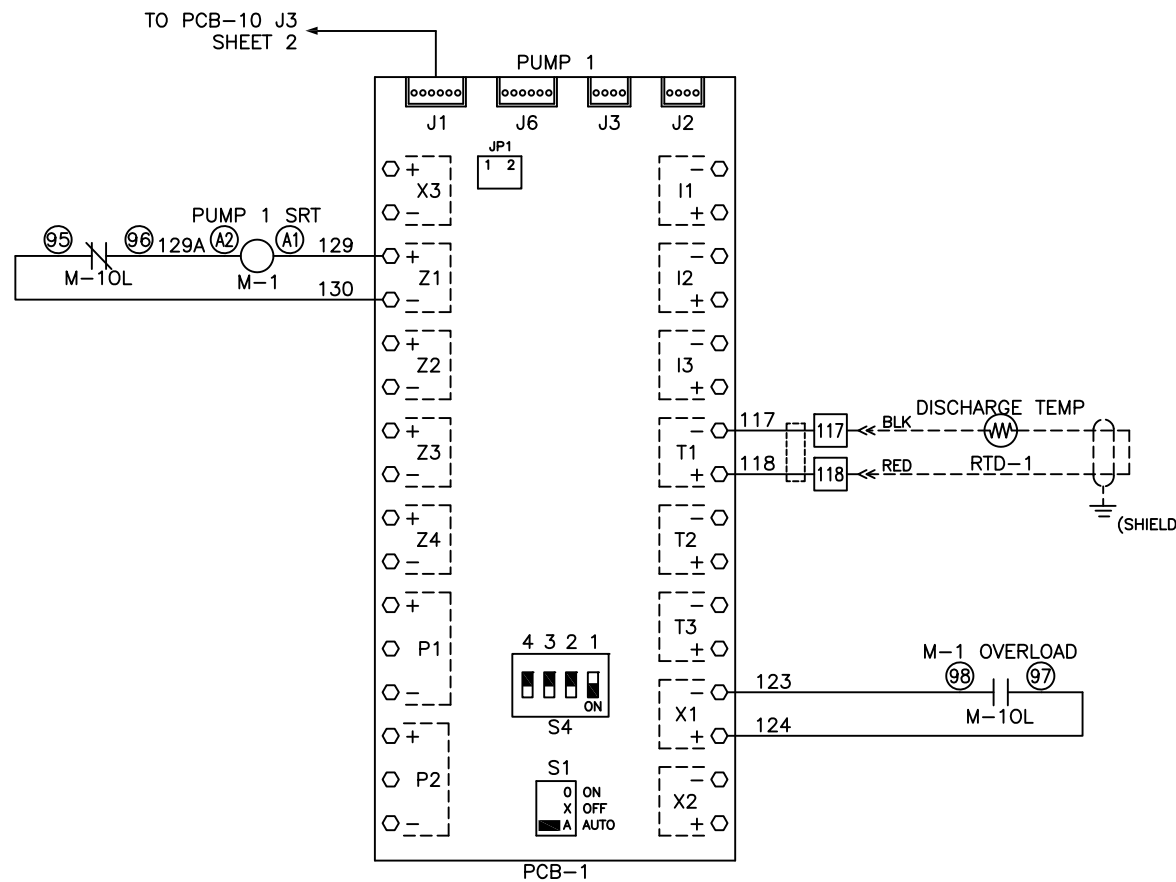 TO PCB-10 J3
SHEET 2
PUMP 1
J1 J6 J3 J2
JP1
1 2
+ X3 -
- I1 +
PUMP 1 SRT
95 96 129A A2 A1 129
M-1OL M-1 130
+ Z1 -
- I2 +
+ Z2 -
- I3 +
+ Z3 -
- T1 +
117 117 BLK DISCHARGE TEMP
118 118 RED RTD-1
(SHIELD
+ Z4 -
- T2 +
+ P1 -
- T3 +
4 3 2 1
ON
S4
M-1 OVERLOAD
123 98 97
M-1OL
124
- X1 +
+ P2 -
S1
O ON
X OFF
A AUTO
- X2 +
PCB-1